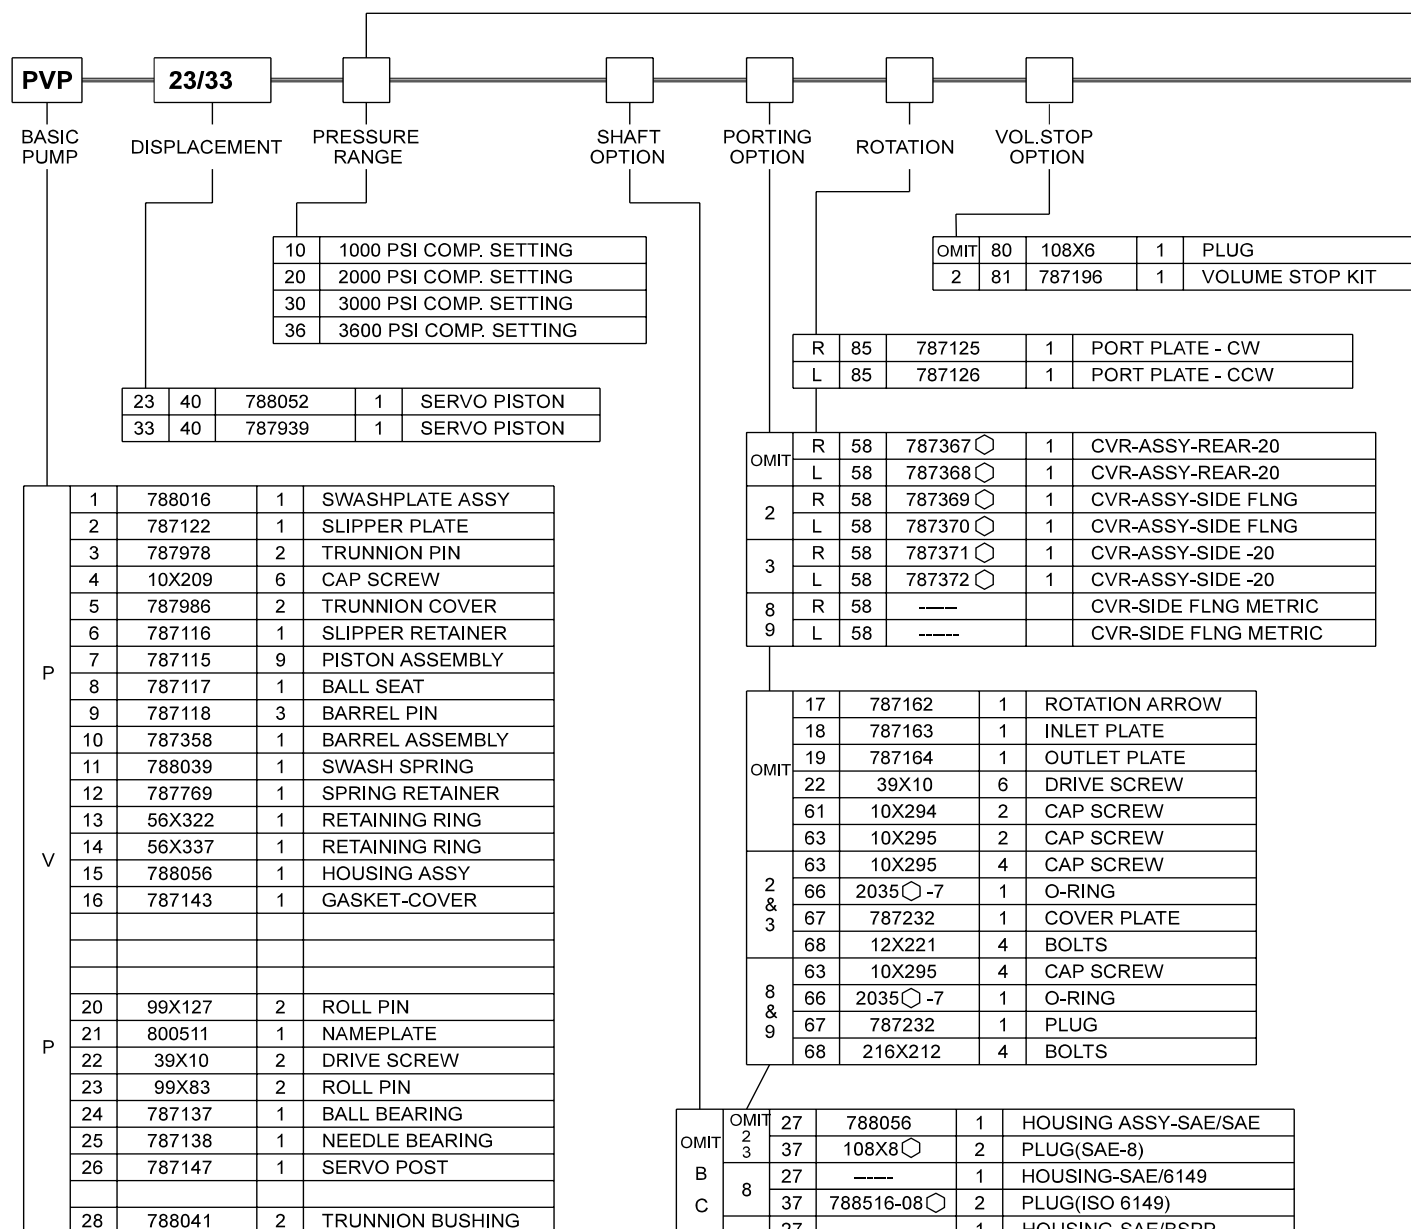 PVP 23/33
BASIC PUMP
DISPLACEMENT
PRESSURE RANGE
SHAFT OPTION
PORTING OPTION
ROTATION
VOL.STOP OPTION
OMIT 80 108X6 1 PLUG
2 81 787196 1 VOLUME STOP KIT
10 1000 PSI COMP. SETTING
20 2000 PSI COMP. SETTING
30 3000 PSI COMP. SETTING
36 3600 PSI COMP. SETTING
R 85 787125 1 PORT PLATE - CW
L 85 787126 1 PORT PLATE - CCW
23 40 788052 1 SERVO PISTON
33 40 787939 1 SERVO PISTON
OMIT
R 58 787367⬡ 1 CVR-ASSY-REAR-20
L 58 787368⬡ 1 CVR-ASSY-REAR-20
2
R 58 787369⬡ 1 CVR-ASSY-SIDE FLNG
L 58 787370⬡ 1 CVR-ASSY-SIDE FLNG
3
R 58 787371⬡ 1 CVR-ASSY-SIDE -20
L 58 787372⬡ 1 CVR-ASSY-SIDE -20
8
9
R 58 ------ CVR-SIDE FLNG METRIC
L 58 ------ CVR-SIDE FLNG METRIC
P
V
P
1 788016 1 SWASHPLATE ASSY
2 787122 1 SLIPPER PLATE
3 787978 2 TRUNNION PIN
4 10X209 6 CAP SCREW
5 787986 2 TRUNNION COVER
6 787116 1 SLIPPER RETAINER
7 787115 9 PISTON ASSEMBLY
8 787117 1 BALL SEAT
9 787118 3 BARREL PIN
10 787358 1 BARREL ASSEMBLY
11 788039 1 SWASH SPRING
12 787769 1 SPRING RETAINER
13 56X322 1 RETAINING RING
14 56X337 1 RETAINING RING
15 788056 1 HOUSING ASSY
16 787143 1 GASKET-COVER
20 99X127 2 ROLL PIN
21 800511 1 NAMEPLATE
22 39X10 2 DRIVE SCREW
23 99X83 2 ROLL PIN
24 787137 1 BALL BEARING
25 787138 1 NEEDLE BEARING
26 787147 1 SERVO POST
28 788041 2 TRUNNION BUSHING
OMIT
17 787162 1 ROTATION ARROW
18 787163 1 INLET PLATE
19 787164 1 OUTLET PLATE
22 39X10 6 DRIVE SCREW
61 10X294 2 CAP SCREW
63 10X295 2 CAP SCREW
2
&
3
63 10X295 4 CAP SCREW
66 2035⬡-7 1 O-RING
67 787232 1 COVER PLATE
68 12X221 4 BOLTS
8
&
9
63 10X295 4 CAP SCREW
66 2035⬡-7 1 O-RING
67 787232 1 PLUG
68 216X212 4 BOLTS
OMIT
B
C
OMIT
2
3
27 788056 1 HOUSING ASSY-SAE/SAE
37 108X8⬡ 2 PLUG(SAE-8)
8
27 ------ 1 HOUSING-SAE/6149
37 788516-08⬡ 2 PLUG(ISO 6149)
27 1 HOUSING-SAE/BSPP